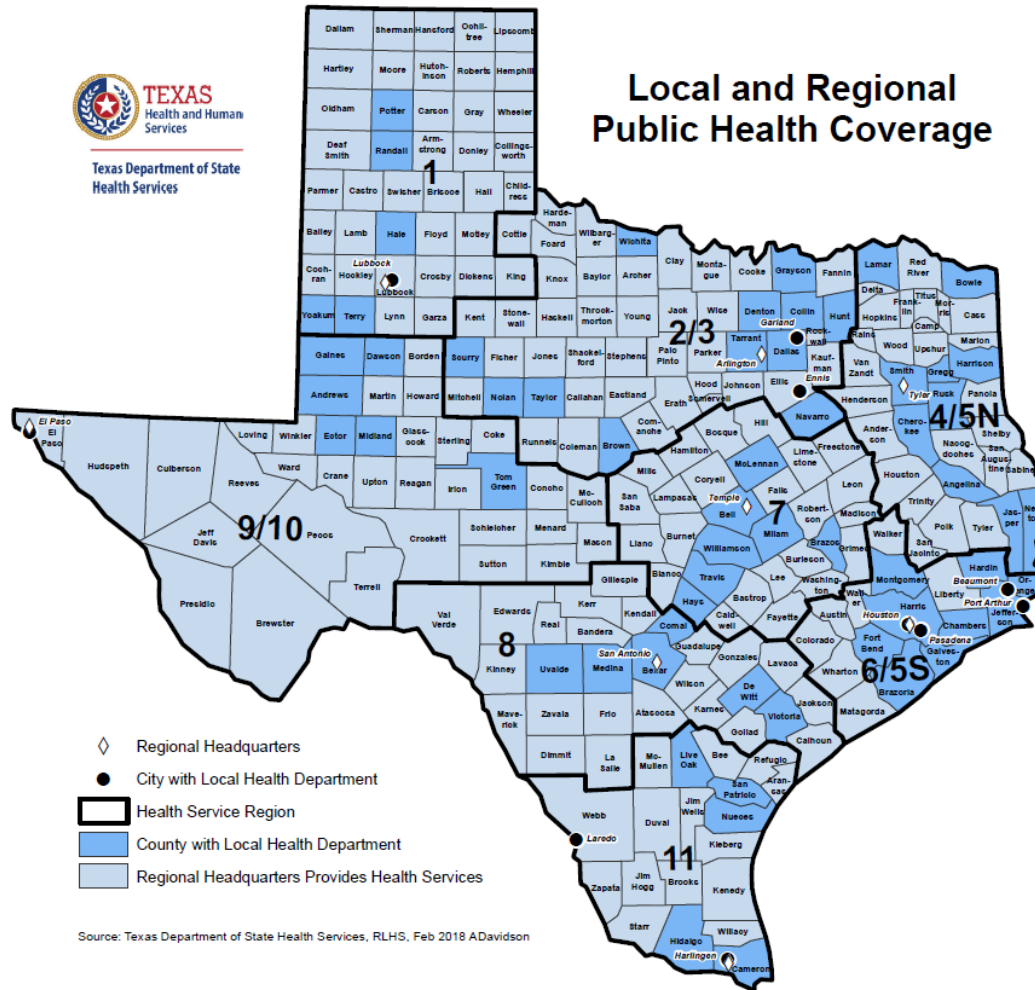 Local and Regional
Public Health Coverage
TEXAS
Health and Human
Services
Texas Department of State
Health Services
Dallam
Sherman
Hansford
Oohil-
tree
Lipscomb
Hartley
Moore
Hutch-
inson
Roberts
Hemphill
Oldham
Potter
Carson
Gray
Wheeler
Deaf
Smith
Randall
Arm-
strong
Donley
Collings-
worth
1
Parmer
Castro
Swisher
Brisooe
Hall
Child-
ress
Bailey
Lamb
Hale
Floyd
Motley
Cottle
Harde-
man
Foard
Wilbarg-
er
Wichita
Clay
Monta-
gue
Cooke
Grayson
Fannin
Lamar
Red
River
Bowie
Coch-
ran
Hockley
Lubbock
Lubbock
Crosby
Dickens
King
Knox
Baylor
Archer
Yoakum
Terry
Lynn
Garza
Kent
Stone-
wall
Haskell
Throck-
morton
Young
Jack
Wise
Denton
Collin
Hunt
2/3
Garland
Rock-
wall
Delta
Hopkins
Frank-
lin
Titus
Mor-
ris
Cass
Camp
Rains
Wood
Upshur
Marion
Gaines
Dawson
Borden
Sourry
Fisher
Jones
Shackel-
ford
Stephens
Palo
Pinto
Parker
Tarrant
Arlington
Dallas
Kauf-
man
Van
Zandt
Smith
Gregg
Harrison
Tyler
Rusk
Panola
4/5N
Andrews
Martin
Howard
Mitchell
Nolan
Taylor
Callahan
Eastland
Erath
Hood
Somervell
Johnson
Ellis
Ennis
Navarro
Henderson
Chero-
kee
Shelby
El Paso
El
Paso
Hudspeth
Culberson
Loving
Winkler
Ector
Midland
Glass-
cock
Sterling
Coke
Runnels
Coleman
Brown
Coma-
nche
Bosque
Hill
Free­stone
Ander-
son
Nacog-
doches
San
Augus-
tine
Sabine
Reeves
Ward
Crane
Upton
Reagan
Irion
Tom
Green
Concho
Mc-
Culloch
Mills
Hamilton
McLennan
Lime-
stone
Leon
Houston
Angelina
San
Saba
Lampasas
Coryell
Temple
Bell
Falls
7
Robert-
son
Madison
Trinity
Polk
Tyler
Jas-
per
Jeff
Davis
9/10
Pecos
Crockett
Schleicher
Menard
Mason
Llano
Burnet
Williamson
Milam
Brazos
Grimes
Walker
San
Jacinto
Presidio
Brewster
Terrell
Sutton
Kimble
Gillespie
Blanco
Travis
Hays
Lee
Burleson
Washing-
ton
Bastrop
Cald-
well
Fayette
Montgomery
Liberty
Hardin
Beaumont
Port Arthur
Jeffer-
son
Chambers
Val
Verde
Edwards
Real
Kerr
Bandera
Kendall
Comal
Guadalupe
Austin
Colorado
Houston
Harris
Pasadena
Fort
Bend
Galves-
ton
6/5S
Brazoria
Wharton
Matagorda
8
Kinney
Uvalde
Medina
San Antonio
Bexar
Wilson
Gonzales
Lavaca
De
Witt
Jackson
Mave-
rick
Zavala
Frio
Atascosa
Karnes
Goliad
Victoria
Calhoun
Dimmit
La
Salle
Mc-
Mullen
Live
Oak
Bee
Refugio
Aran-
sas
San
Patricio
Webb
Laredo
Duval
Jim
Wells
Nueces
Kleberg
11
Zapata
Jim
Hogg
Brooks
Kenedy
Starr
Hidalgo
Willacy
Harlingen
Cameron
Regional Headquarters
City with Local Health Department
Health Service Region
County with Local Health Department
Regional Headquarters Provides Health Services
Source: Texas Department of State Health Services, RLHS, Feb 2018 ADavidson